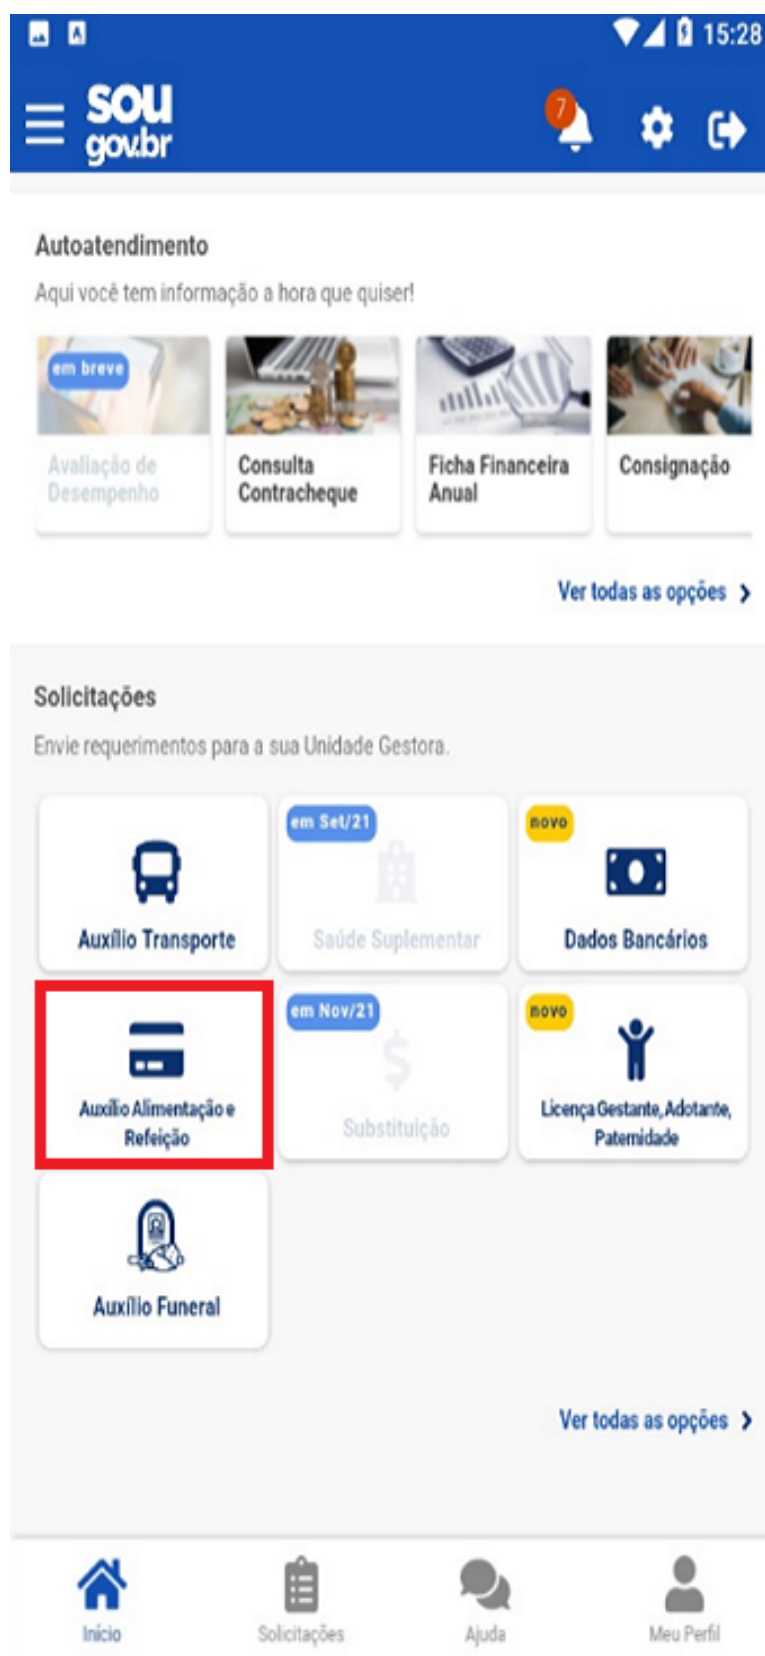 15:28
sou
gov.br
7
Autoatendimento
Aqui você tem informação a hora que quiser!
em breve
Avaliação de
Desempenho
Consulta
Contracheque
Ficha Financeira
Anual
Consignação
Ver todas as opções
Solicitações
Envie requerimentos para a sua Unidade Gestora.
Auxílio Transporte
em Set/21
Saúde Suplementar
novo
Dados Bancários
Auxílio Alimentação e
Refeição
em Nov/21
Substituição
novo
Licença Gestante, Adotante,
Paternidade
Auxílio Funeral
Ver todas as opções
Início
Solicitações
Ajuda
Meu Perfil